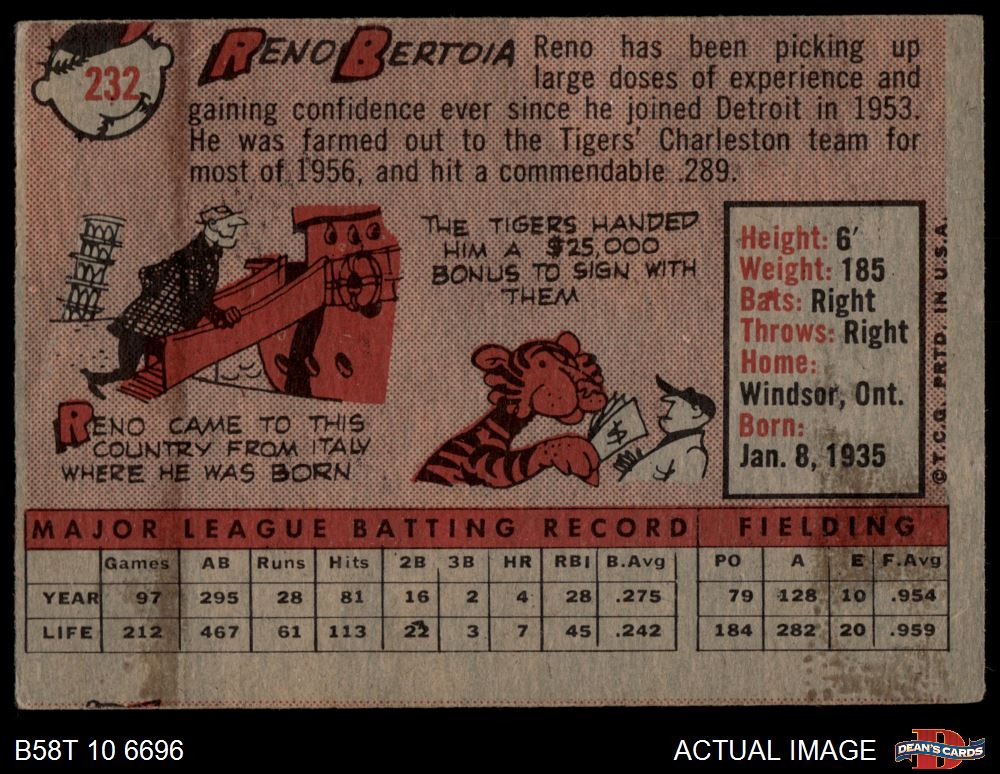 232
RENO BERTOIA
Reno has been picking up
large doses of experience and
gaining confidence ever since he joined Detroit in 1953.
He was farmed out to the Tigers' Charleston team for
most of 1956, and hit a commendable .289.
THE TIGERS HANDED
HIM A $25,000
BONUS TO SIGN WITH
THEM
$
RENO CAME TO THIS
COUNTRY FROM ITALY
WHERE HE WAS BORN
Height: 6'
Weight: 185
Bats: Right
Throws: Right
Home:
Windsor, Ont.
Born:
Jan. 8, 1935
© T.C.G. PRTD. IN U.S.A.
MAJOR LEAGUE BATTING RECORD FIELDING
Games AB Runs Hits 2B 3B HR RBI B.Avg PO A E F.Avg
YEAR 97 295 28 81 16 2 4 28 .275 79 128 10 .954
LIFE 212 467 61 113 22 3 7 45 .242 184 282 20 .959
B58T 10 6696
ACTUAL IMAGE
DEAN'S CARDS